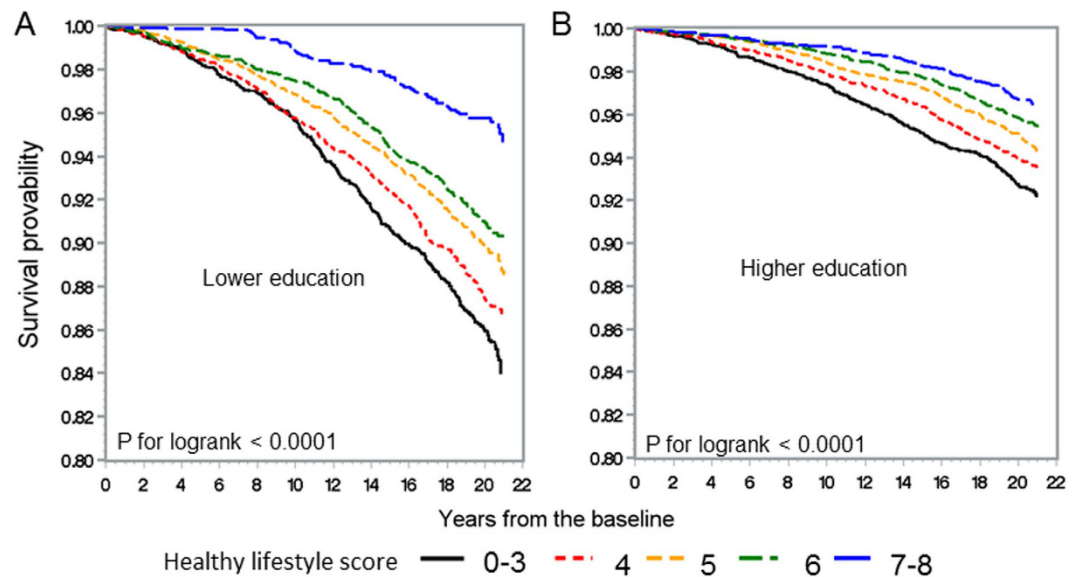 A
B
1.00
0.98
0.96
0.94
0.92
0.90
0.88
0.86
0.84
0.82
0.80
Survival provability
Lower education
P for logrank < 0.0001
0 2 4 6 8 10 12 14 16 18 20 22
1.00
0.98
0.96
0.94
0.92
0.90
0.88
0.86
0.84
0.82
0.80
Higher education
P for logrank < 0.0001
0 2 4 6 8 10 12 14 16 18 20 22
Years from the baseline
Healthy lifestyle score 0-3 4 5 6 7-8